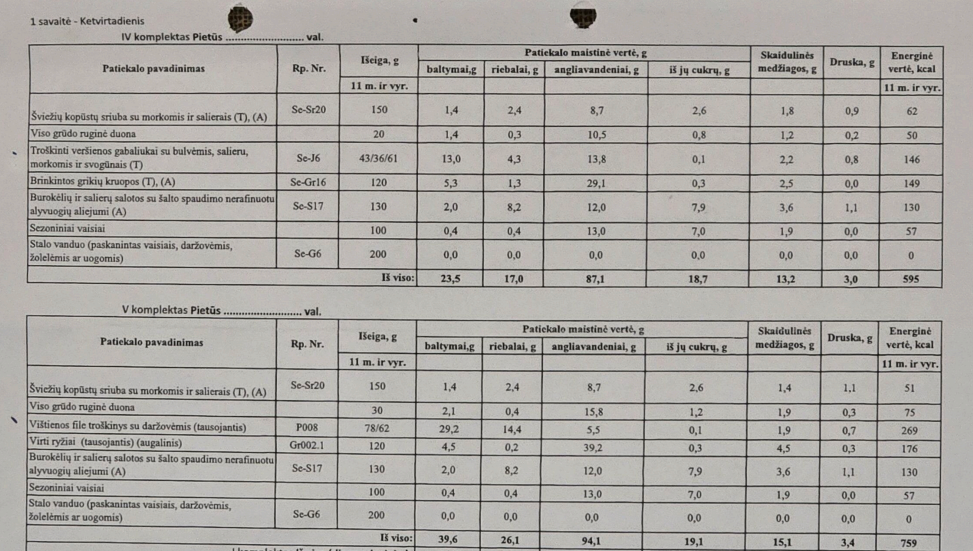 1 savaitė - Ketvirtadienis
IV komplektas Pietūs ........................ val.
Patiekalo pavadinimas Rp. Nr. Išeiga, g Patiekalo maistinė vertė, g Skaidulinės medžiagos, g Druska, g Energinė vertė, kcal
baltymai,g riebalai, g angliavandeniai, g iš jų cukrų, g
11 m. ir vyr. 11 m. ir vyr.
Šviežių kopūstų sriuba su morkomis ir salierais (T), (A) Se-Sr20 150 1,4 2,4 8,7 2,6 1,8 0,9 62
Viso grūdo ruginė duona 20 1,4 0,3 10,5 0,8 1,2 0,2 50
Troškinti veršienos gabaliukai su bulvėmis, salieru,
morkomis ir svogūnais (T) Se-J6 43/36/61 13,0 4,3 13,8 0,1 2,2 0,8 146
Brinkintos grikių kruopos (T), (A) Se-Gr16 120 5,3 1,3 29,1 0,3 2,5 0,0 149
Burokėlių ir salierų salotos su šalto spaudimo nerafinuotu
alyvuogių aliejumi (A) Se-S17 130 2,0 8,2 12,0 7,9 3,6 1,1 130
Sezoniniai vaisiai 100 0,4 0,4 13,0 7,0 1,9 0,0 57
Stalo vanduo (paskanintas vaisiais, daržovėmis,
žolelėmis ar uogomis) Se-G6 200 0,0 0,0 0,0 0,0 0,0 0,0 0
Iš viso: 23,5 17,0 87,1 18,7 13,2 3,0 595
V komplektas Pietūs ........................ val.
Patiekalo pavadinimas Rp. Nr. Išeiga, g Patiekalo maistinė vertė, g Skaidulinės medžiagos, g Druska, g Energinė vertė, kcal
baltymai,g riebalai, g angliavandeniai, g iš jų cukrų, g
11 m. ir vyr. 11 m. ir vyr.
Šviežių kopūstų sriuba su morkomis ir salierais (T), (A) Se-Sr20 150 1,4 2,4 8,7 2,6 1,4 1,1 51
Viso grūdo ruginė duona 30 2,1 0,4 15,8 1,2 1,9 0,3 75
Vištienos file troškinys su daržovėmis (tausojantis) P008 78/62 29,2 14,4 5,5 0,1 1,9 0,7 269
Virti ryžiai (tausojantis) (augalinis) Gr002.1 120 4,5 0,2 39,2 0,3 4,5 0,3 176
Burokėlių ir salierų salotos su šalto spaudimo nerafinuotu
alyvuogių aliejumi (A) Se-S17 130 2,0 8,2 12,0 7,9 3,6 1,1 130
Sezoniniai vaisiai 100 0,4 0,4 13,0 7,0 1,9 0,0 57
Stalo vanduo (paskanintas vaisiais, daržovėmis,
žolelėmis ar uogomis) Se-G6 200 0,0 0,0 0,0 0,0 0,0 0,0 0
Iš viso: 39,6 26,1 94,1 19,1 15,1 3,4 759